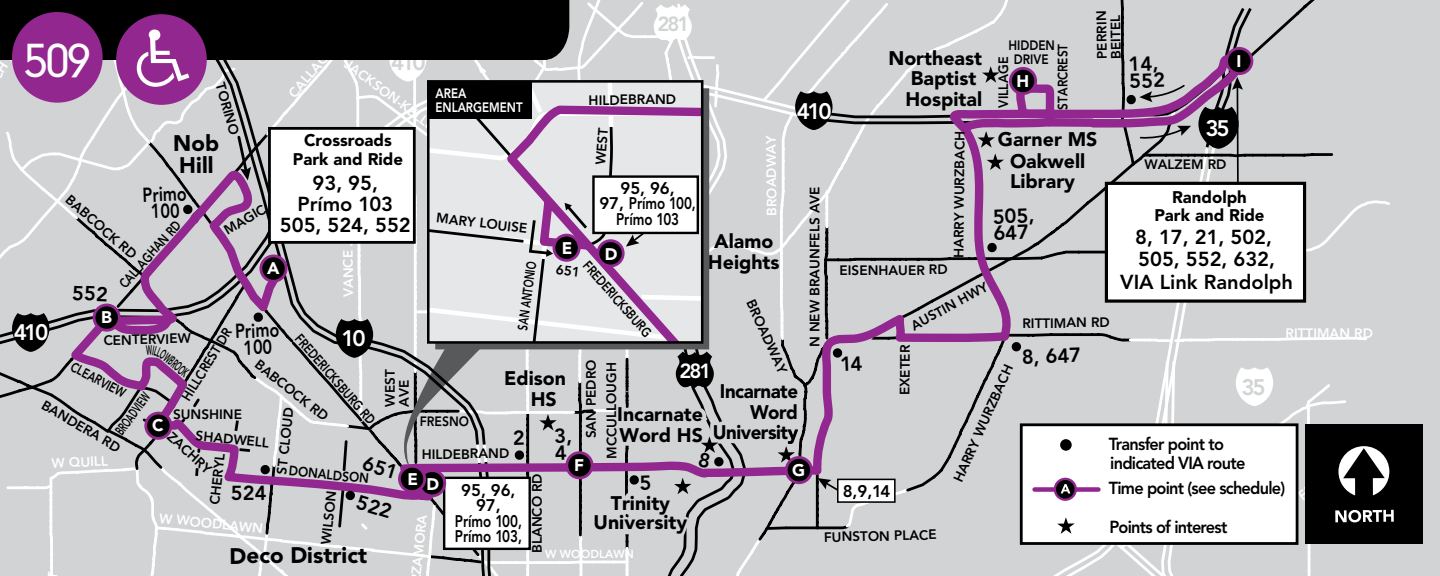 509
281
410
CALLAG
JACKSON-KE
TORINO
Nob
Hill
Primo
100
BABCOCK RD
CALLAGHAN RD
MAGIC
A
Crossroads
Park and Ride
93, 95,
Prímo 103
505, 524, 552
VANCE
552
B
410
CENTERVIEW
WILLOWBROOK
CLEARVIEW
BROADVIEW
HILLCREST DR
Primo
100
10
FREDERICKSBURG RD
BABCOCK RD
BANDERA RD
C
SUNSHINE
ZACHRY
SHADWELL
CHERYL
ST CLOUD
W QUILL
524
DONALDSON
WILSON
522
W WOODLAWN
Deco District
AREA
ENLARGEMENT
HILDEBRAND
WEST
95, 96,
97, Prímo 100,
Prímo 103
MARY LOUISE
E
651
D
SAN ANTONIO
FREDERICKSBURG
WEST
AVE
FRESNO
651
E
D
HILDEBRAND
95, 96,
97,
Prímo 100,
Prímo 103,
ZAMORA
2
BLANCO RD
Edison
HS
3,
4
F
SAN PEDRO
MCCULLOUGH
W WOODLAWN
5
Trinity
University
Incarnate
Word HS
8
281
Incarnate
Word
University
G
8,9,14
FUNSTON PLACE
BROADWAY
BROADWAY
Alamo
Heights
N NEW BRAUNFELS AVE
14
410
Northeast
Baptist
Hospital
VILLAGE
HIDDEN
DRIVE
H
STARCREST
PERRIN
BEITEL
14,
552
I
35
Garner MS
Oakwell
Library
WALZEM RD
HARRY WURZBACH
505,
647
EISENHAUER RD
AUSTIN HWY
EXETER
RITTIMAN RD
RITTIMAN RD
8, 647
HARRY WURZBACH
35
Randolph
Park and Ride
8, 17, 21, 502,
505, 552, 632,
VIA Link Randolph
Transfer point to
indicated VIA route
A
Time point (see schedule)
Points of interest
NORTH